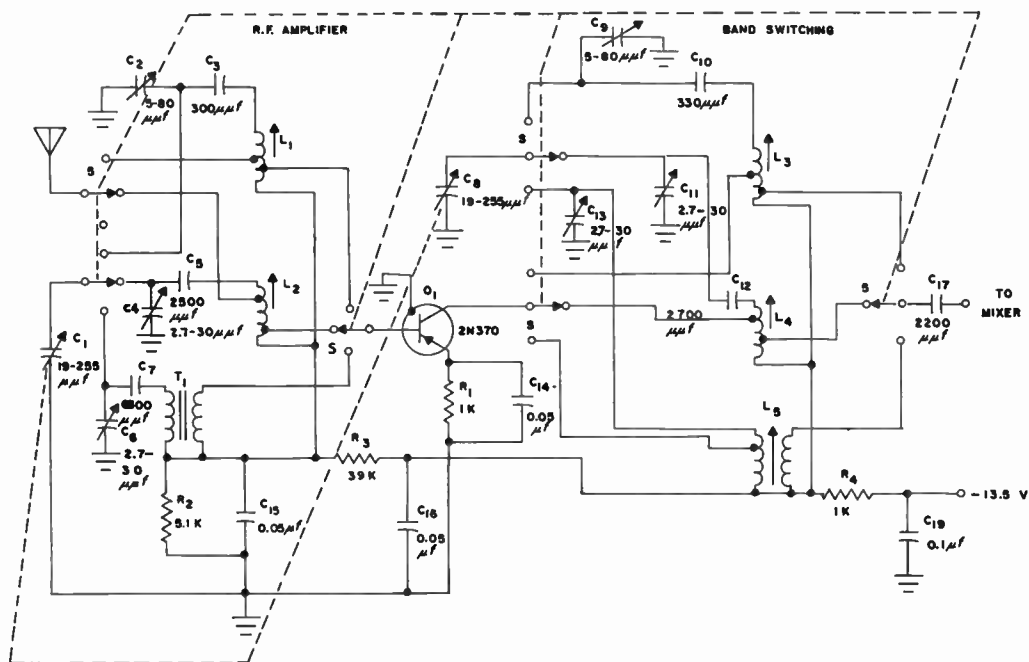 R.F. AMPLIFIER
BAND SWITCHING
C2
5-80
μμf
C3
300μμf
L1
S
C5
2500
μμf
C4
2.7-30μμf
L2
C1
19-255
μμf
C7
μμf
C6
2.7-
30
μμf
T1
R2
5.1 K
C15
0.05μf
R3
39K
C16
0.05
μf
S
Q1
2N370
R1
1K
C14
0.05
μf
C8
19-255μμf
C9
5-80μμf
C10
330μμf
S
C13
27-30
μμf
C11
2.7-30
μμf
L3
C12
2700
μμf
L4
S
L5
R4
1K
C19
0.1μf
-13.5 V
S
C17
2200
μμf
TO
MIXER